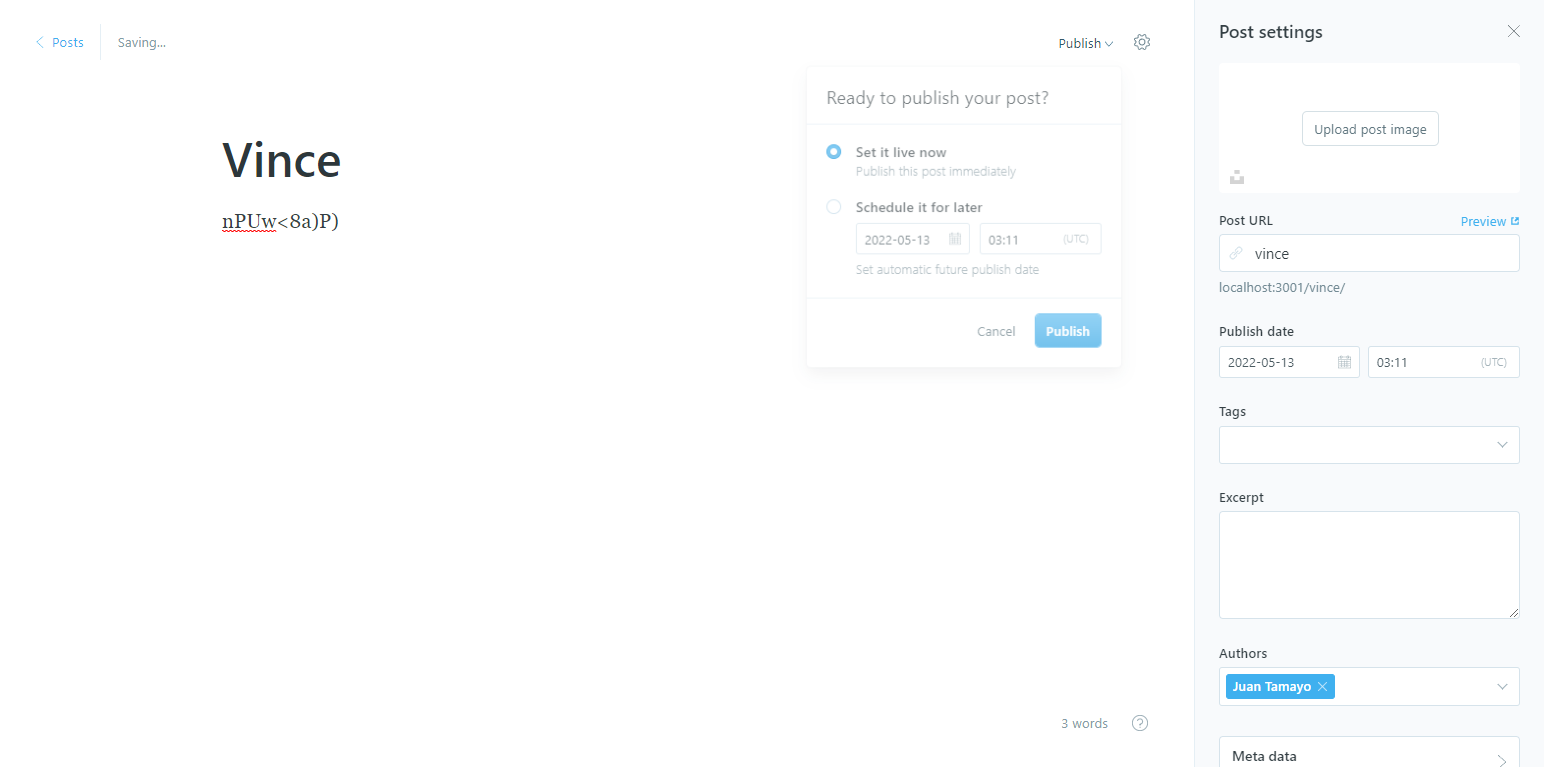 Posts
Saving...
Publish
Vince
nPUw<8a)P)
Ready to publish your post?
Set it live now
Publish this post immediately
Schedule it for later
2022-05-13
03:11
(UTC)
Set automatic future publish date
Cancel
Publish
3 words
?
Post settings
Upload post image
Post URL
Preview
vince
localhost:3001/vince/
Publish date
2022-05-13
03:11
(UTC)
Tags
Excerpt
Authors
Juan Tamayo
Meta data